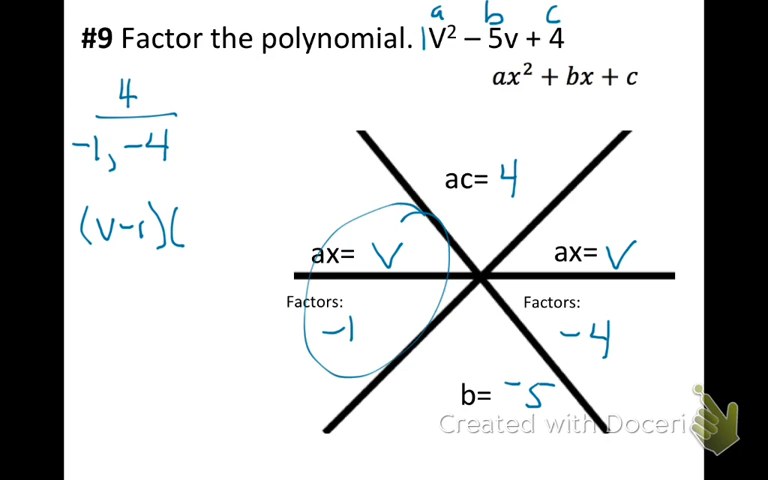 a b c
#9 Factor the polynomial. 1V² − 5v + 4
ax² + bx + c
4
-1, -4
(v-1)(
ac= 4
ax= V
ax= V
Factors:
-1
Factors:
-4
b= -5
Created with Doceri